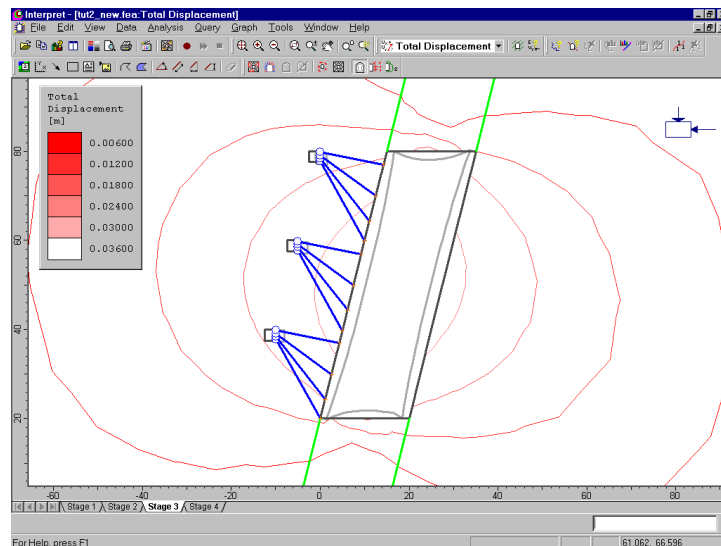 Interpret - [tut2_new.fea:Total Displacement]
File Edit View Data Analysis Query Graph Tools Window Help
Total Displacement
Total
Displacement
[m]
0.00600
0.01200
0.01800
0.02400
0.03000
0.03600
80
60
40
20
-60 -40 -20 0 20 40 60 80
Stage 1 Stage 2 Stage 3 Stage 4
For Help, press F1
61.062, 66.596